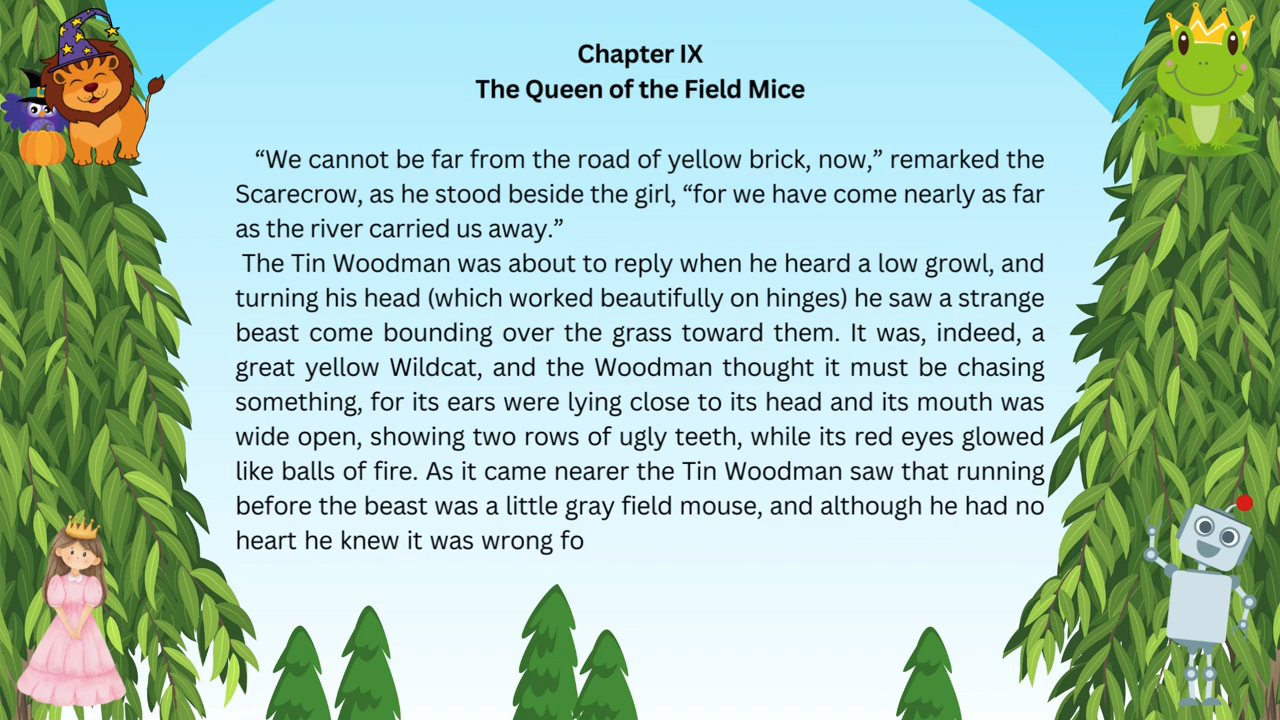 Chapter IX
The Queen of the Field Mice
“We cannot be far from the road of yellow brick, now,” remarked the
Scarecrow, as he stood beside the girl, “for we have come nearly as far
as the river carried us away.”
The Tin Woodman was about to reply when he heard a low growl, and
turning his head (which worked beautifully on hinges) he saw a strange
beast come bounding over the grass toward them. It was, indeed, a
great yellow Wildcat, and the Woodman thought it must be chasing
something, for its ears were lying close to its head and its mouth was
wide open, showing two rows of ugly teeth, while its red eyes glowed
like balls of fire. As it came nearer the Tin Woodman saw that running
before the beast was a little gray field mouse, and although he had no
heart he knew it was wrong fo